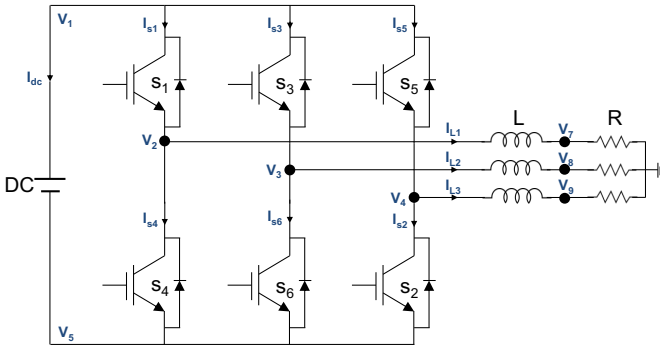 V1 Is1 Is3 Is5
Idc
S1 S3 S5
L R
V2 IL1 V7
DC V3 IL2 V8
V4 IL3 V9
Is4 Is6 Is2
S4 S6 S2
V5